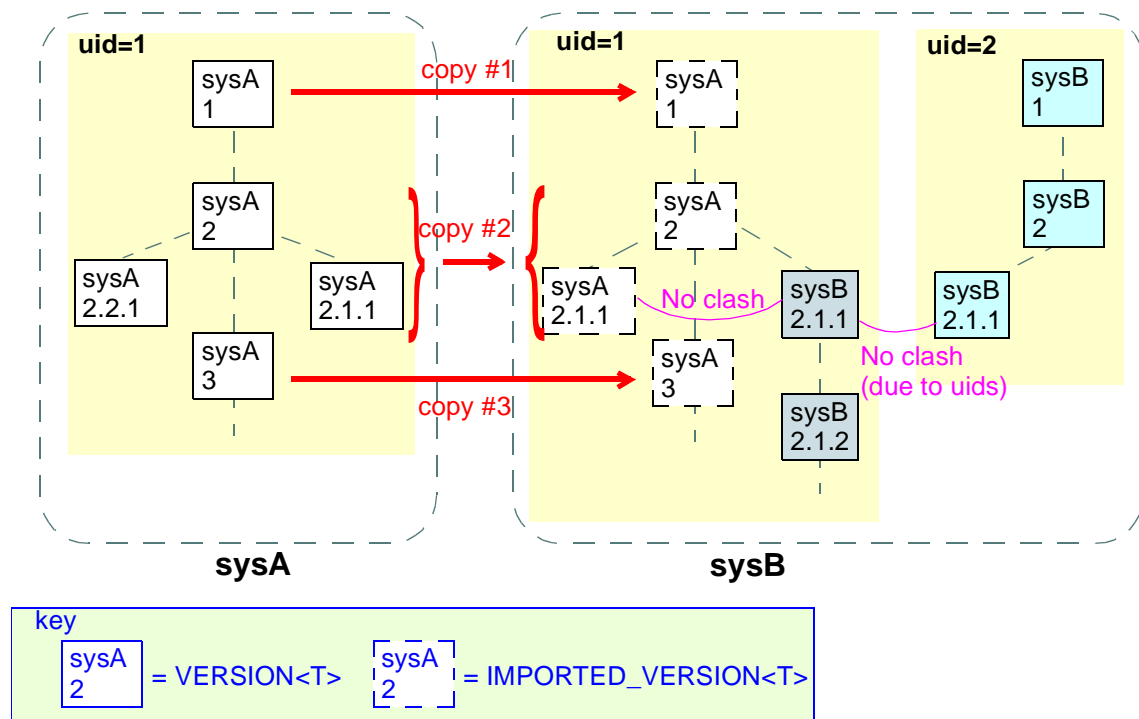 uid=1
sysA
1
sysA
2
sysA
2.2.1
sysA
2.1.1
sysA
3
sysA
copy #1
copy #2
copy #3
uid=1
sysA
1
sysA
2
sysA
2.1.1
No clash
sysB
2.1.1
sysA
3
sysB
2.1.2
uid=2
sysB
1
sysB
2
sysB
2.1.1
No clash
(due to uids)
sysB
key
sysA
2
= VERSION<T>
sysA
2
= IMPORTED_VERSION<T>